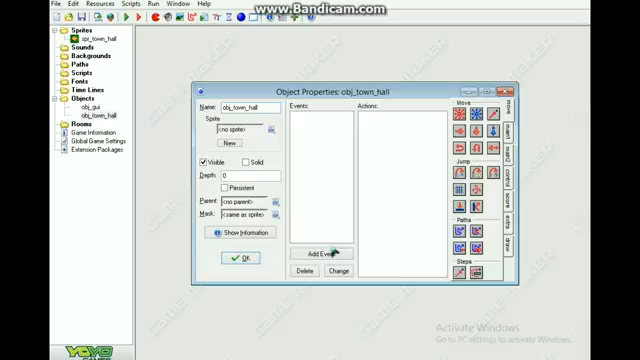 www.Bandicam.com
File Edit Resources Scripts Run Window Help
Sprites
spr_town_hall
Sounds
Backgrounds
Paths
Scripts
Fonts
Time Lines
Objects
obj_gui
obj_town_hall
Rooms
Game Information
Global Game Settings
Extension Packages
Object Properties: obj_town_hall
Name: obj_town_hall
Sprite
<no sprite>
New
Visible Solid
Depth: 0
Persistent
Parent: <no parent>
Mask: <same as sprite>
Show Information
OK
Events:
Add Event
Delete Change
Actions:
Move
Jump
Paths
Steps
move
main1
main2
control
score
extra
draw
Activate Windows
Go to PC settings to activate Windows.
YOYO
GAMES